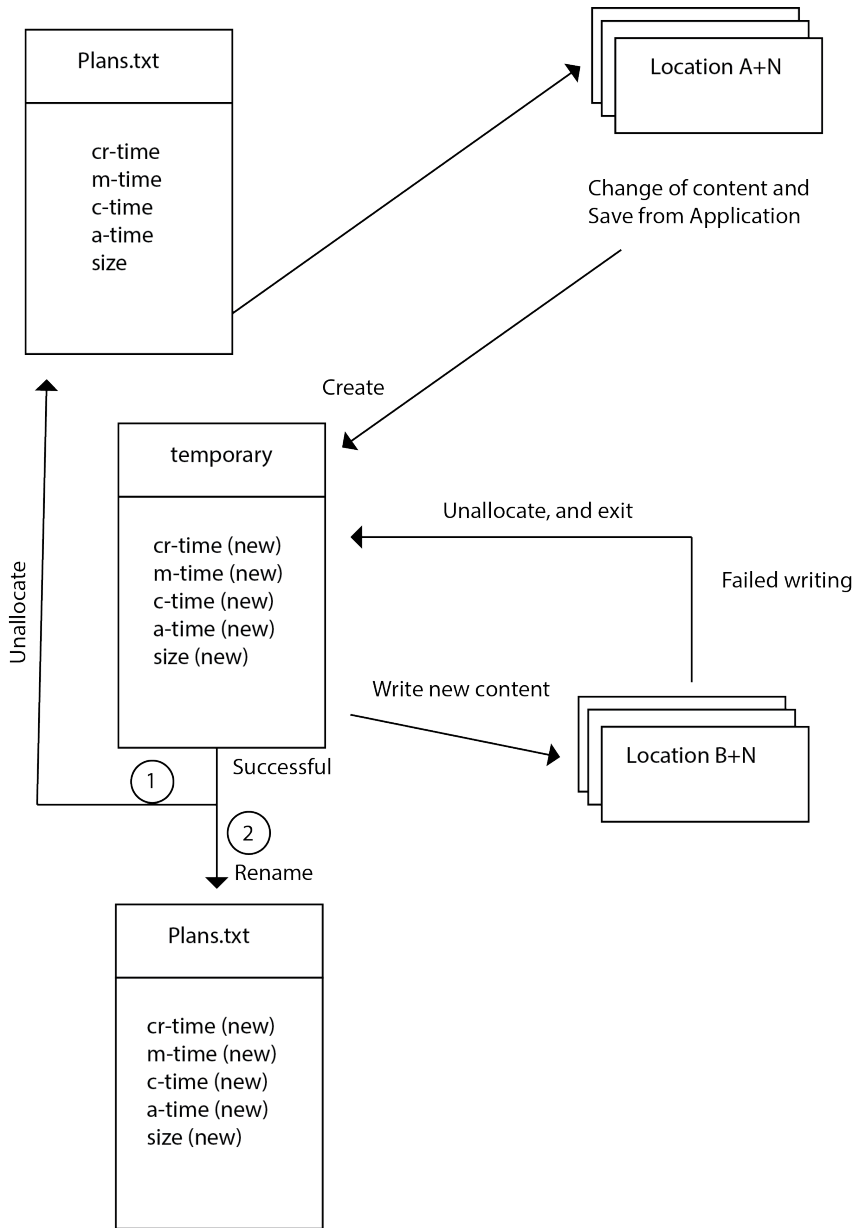 Plans.txt
cr-time
m-time
c-time
a-time
size
Location A+N
Change of content and
Save from Application
Create
temporary
cr-time (new)
m-time (new)
c-time (new)
a-time (new)
size (new)
Unallocate, and exit
Failed writing
Write new content
Location B+N
Unallocate
Successful
1
2
Rename
Plans.txt
cr-time (new)
m-time (new)
c-time (new)
a-time (new)
size (new)